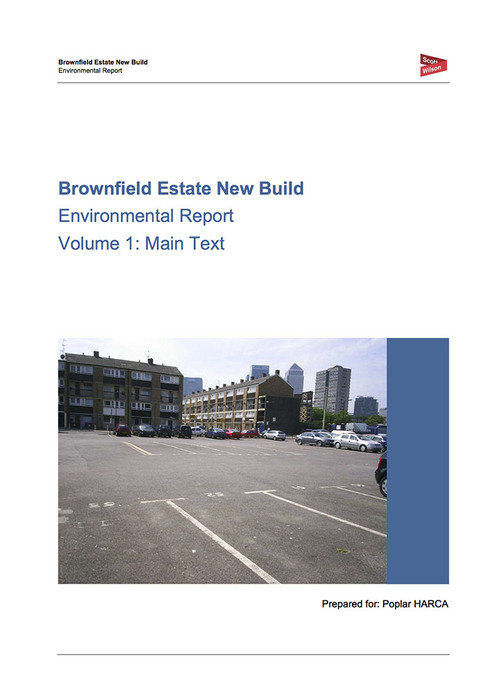 Brownfield Estate New Build
Environmental Report
Scott
Wilson
Brownfield Estate New Build
Environmental Report
Volume 1: Main Text
Prepared for: Poplar HARCA